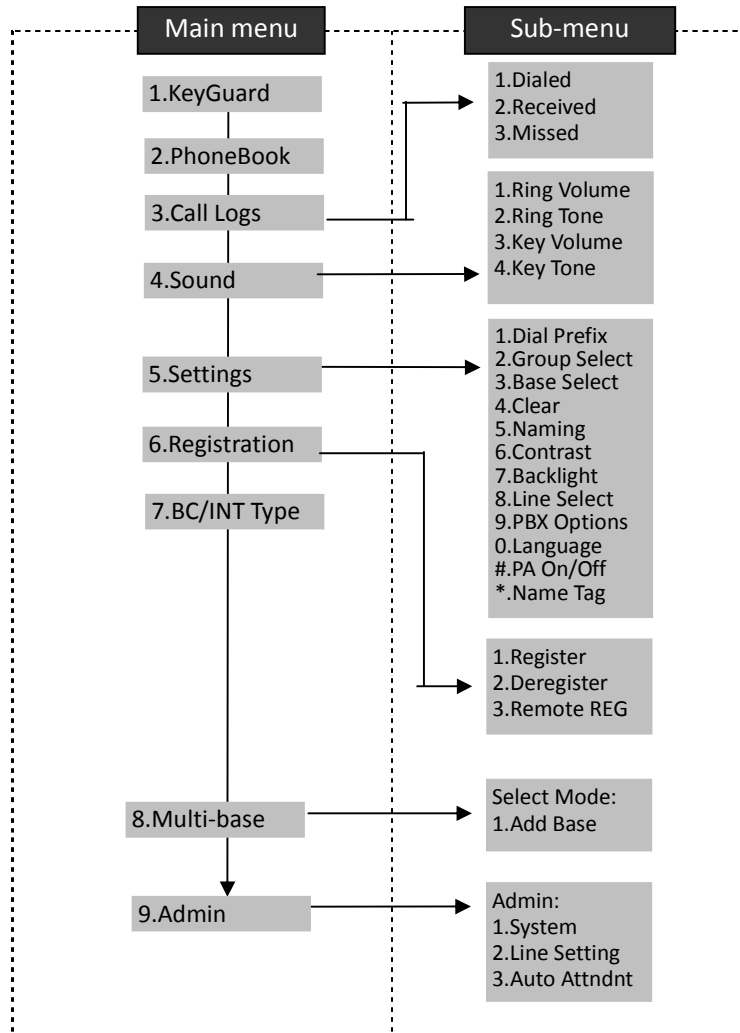 Main menu
Sub-menu
1.KeyGuard
2.PhoneBook
3.Call Logs
4.Sound
5.Settings
6.Registration
7.BC/INT Type
8.Multi-base
9.Admin
1.Dialed
2.Received
3.Missed
1.Ring Volume
2.Ring Tone
3.Key Volume
4.Key Tone
1.Dial Prefix
2.Group Select
3.Base Select
4.Clear
5.Naming
6.Contrast
7.Backlight
8.Line Select
9.PBX Options
0.Language
#.PA On/Off
*.Name Tag
1.Register
2.Deregister
3.Remote REG
Select Mode:
1.Add Base
Admin:
1.System
2.Line Setting
3.Auto Attndnt